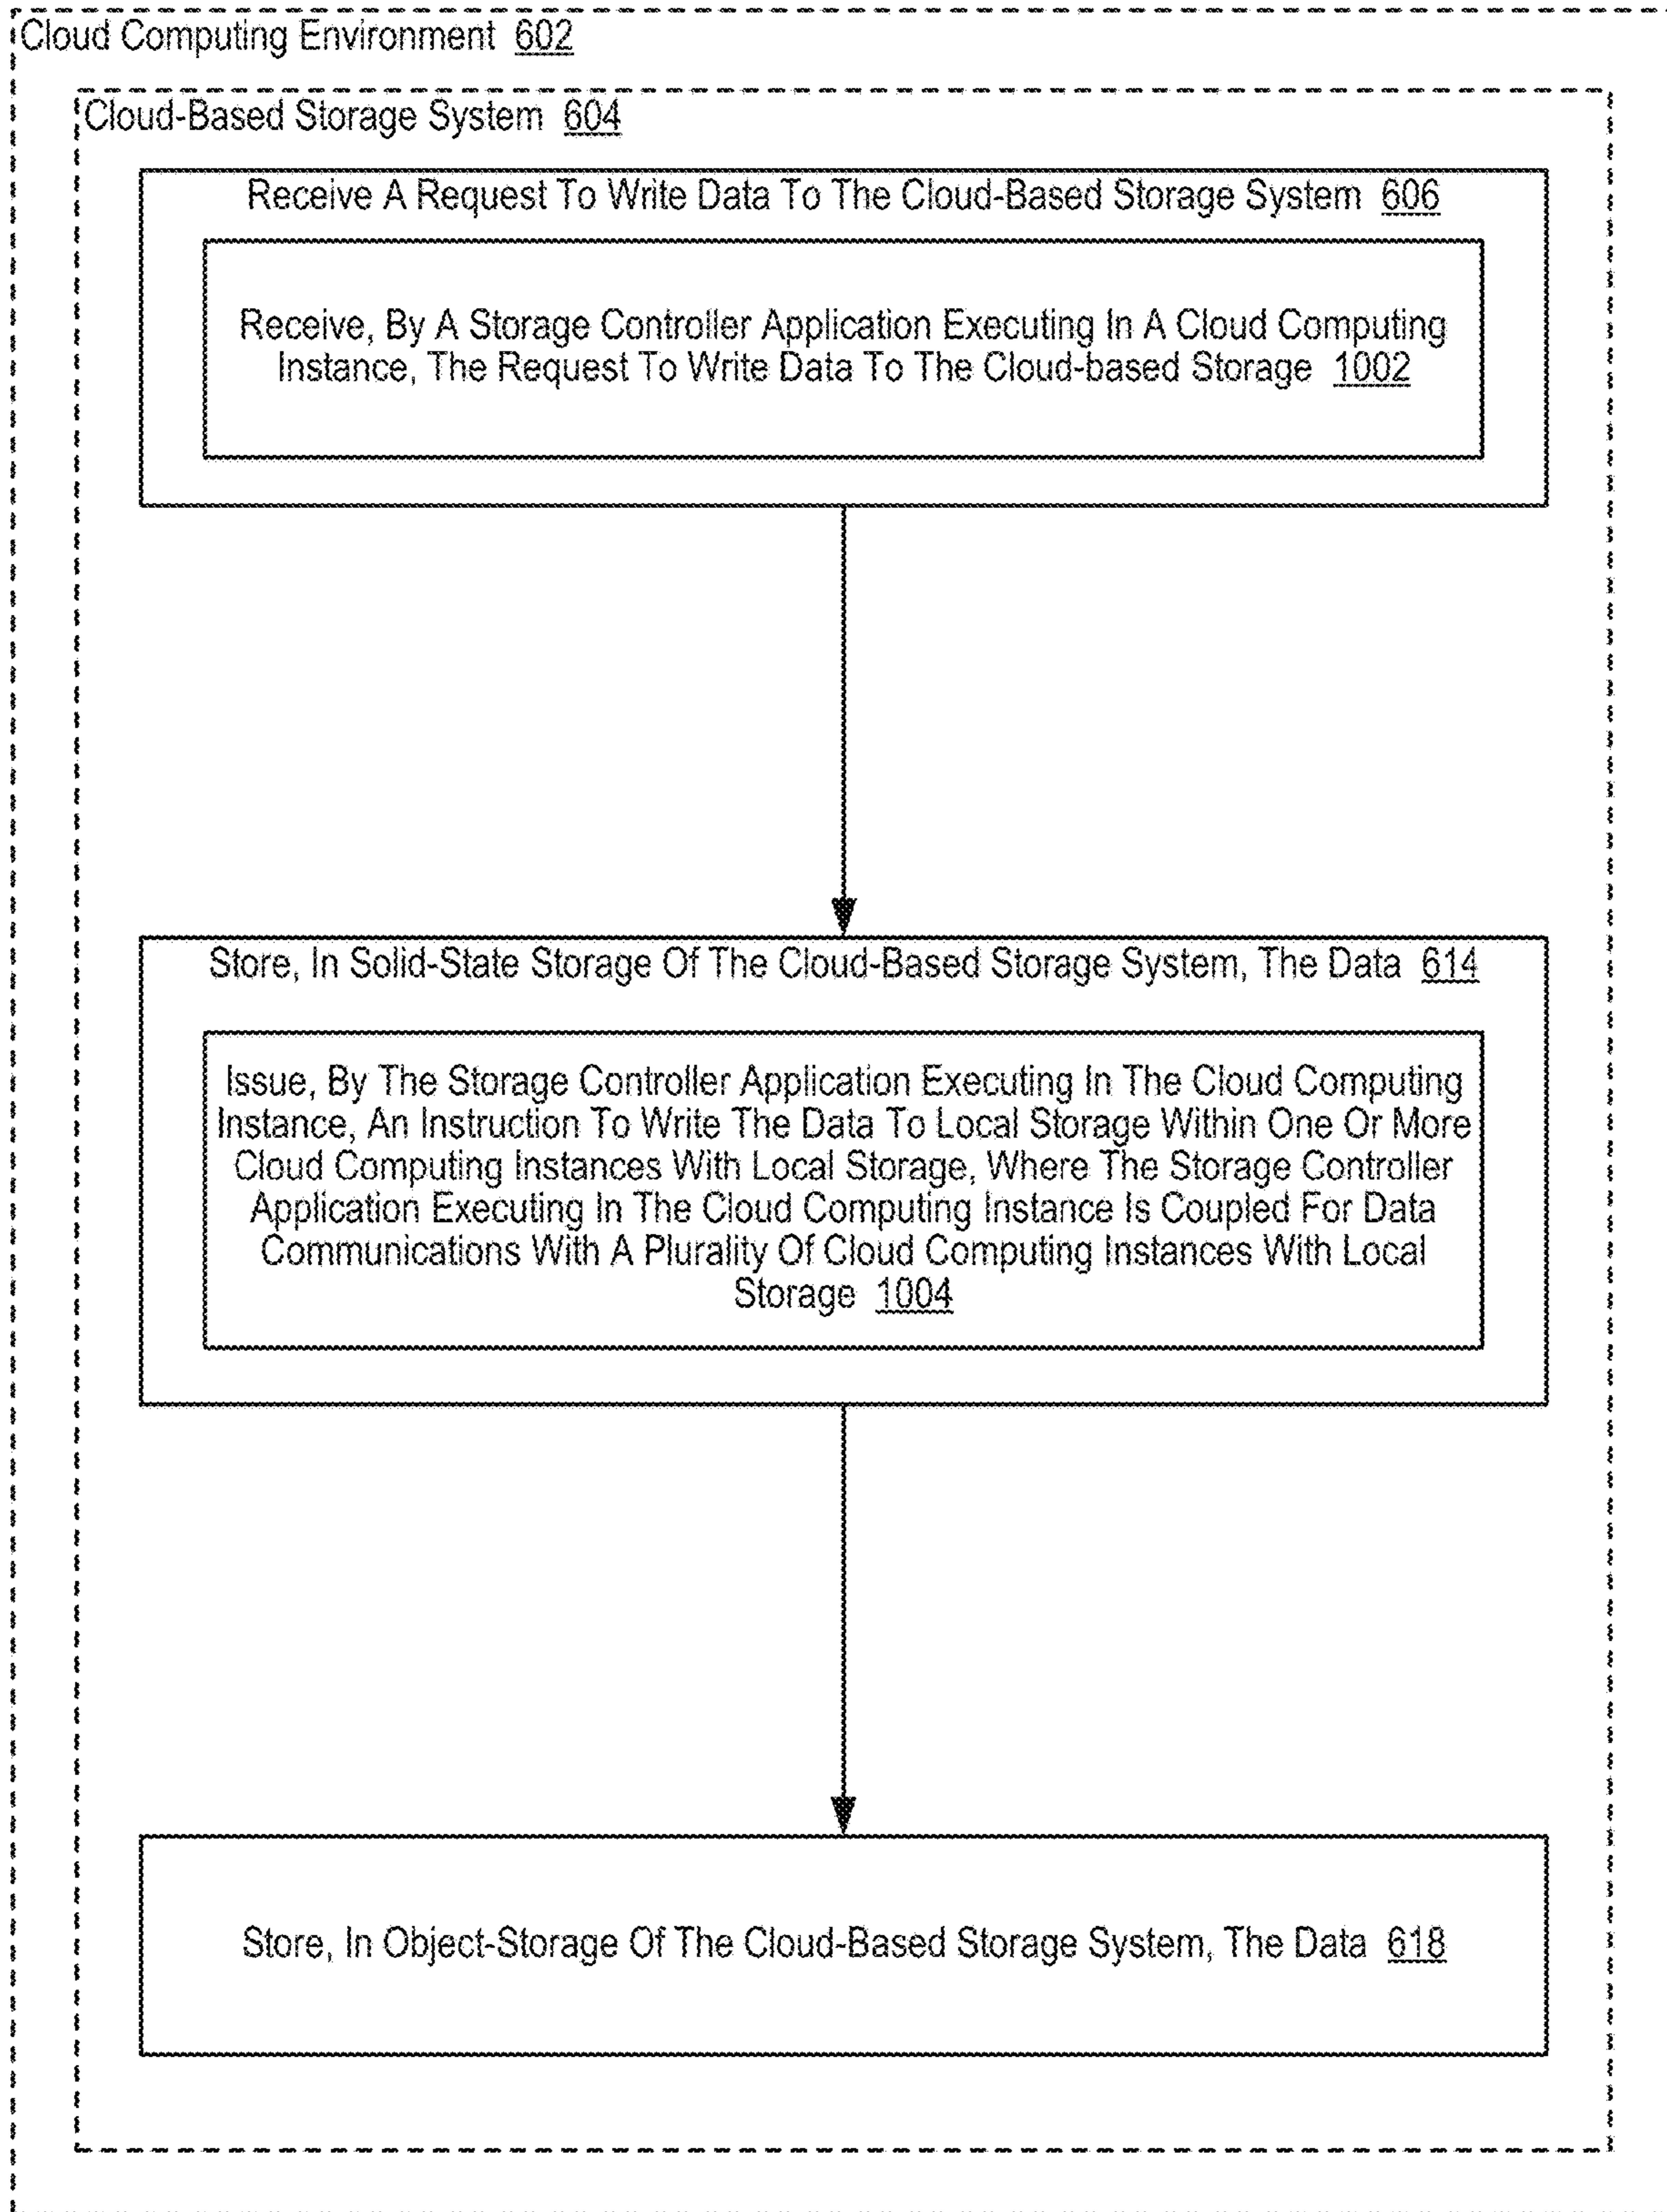 Cloud Computing Environment 602
Cloud-Based Storage System 604
Receive A Request To Write Data To The Cloud-Based Storage System 606
Receive, By A Storage Controller Application Executing In A Cloud Computing
Instance, The Request To Write Data To The Cloud-based Storage 1002
Store, In Solid-State Storage Of The Cloud-Based Storage System, The Data 614
Issue, By The Storage Controller Application Executing In The Cloud Computing
Instance, An Instruction To Write The Data To Local Storage Within One Or More
Cloud Computing Instances With Local Storage, Where The Storage Controller
Application Executing In The Cloud Computing Instance Is Coupled For Data
Communications With A Plurality Of Cloud Computing Instances With Local
Storage 1004
Store, In Object-Storage Of The Cloud-Based Storage System, The Data 618